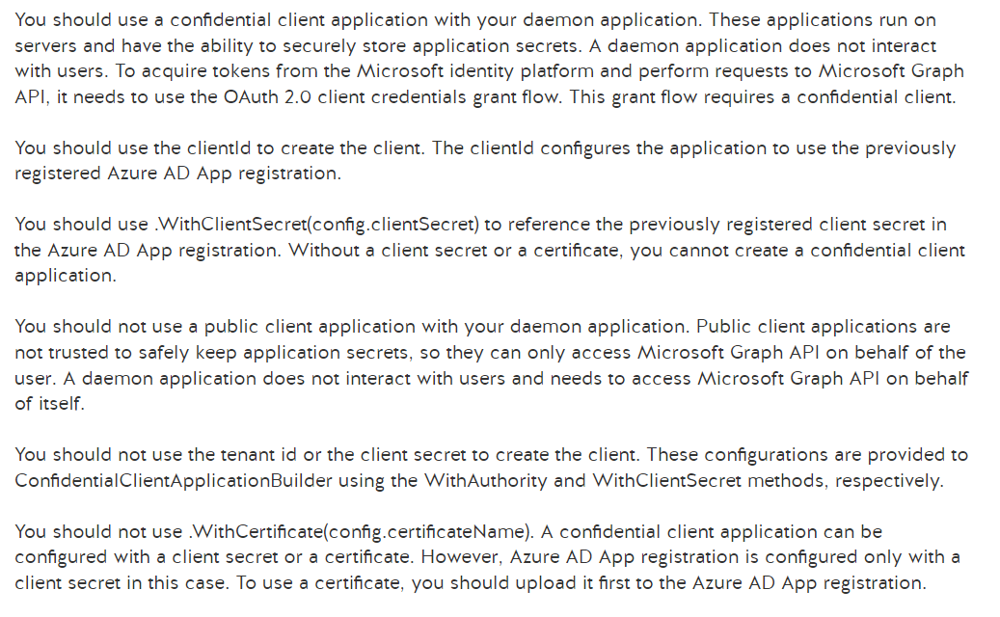 You should use a confidential client application with your daemon application. These applications run on
servers and have the ability to securely store application secrets. A daemon application does not interact
with users. To acquire tokens from the Microsoft identity platform and perform requests to Microsoft Graph
API, it needs to use the OAuth 2.0 client credentials grant flow. This grant flow requires a confidential client.
You should use the clientId to create the client. The clientId configures the application to use the previously
registered Azure AD App registration.
You should use .WithClientSecret(config.clientSecret) to reference the previously registered client secret in
the Azure AD App registration. Without a client secret or a certificate, you cannot create a confidential client
application.
You should not use a public client application with your daemon application. Public client applications are
not trusted to safely keep application secrets, so they can only access Microsoft Graph API on behalf of the
user. A daemon application does not interact with users and needs to access Microsoft Graph API on behalf
of itself.
You should not use the tenant id or the client secret to create the client. These configurations are provided to
ConfidentialClientApplicationBuilder using the WithAuthority and WithClientSecret methods, respectively.
You should not use .WithCertificate(config.certificateName). A confidential client application can be
configured with a client secret or a certificate. However, Azure AD App registration is configured only with a
client secret in this case. To use a certificate, you should upload it first to the Azure AD App registration.